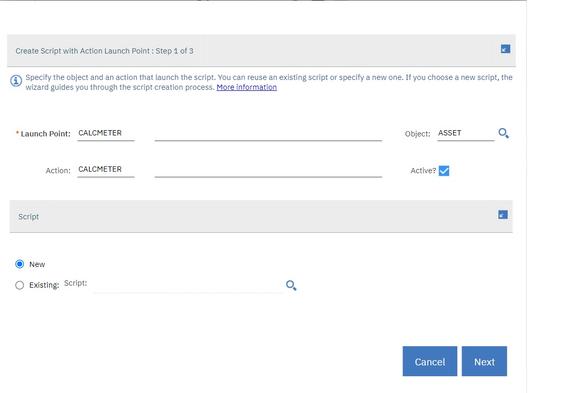 Create Script with Action Launch Point : Step 1 of 3
Specify the object and an action that launch the script. You can reuse an existing script or specify a new one. If you choose a new script, the
wizard guides you through the script creation process. More information
* Launch Point: CALCMETER Object: ASSET
Action: CALCMETER Active?
Script
New
Existing: Script:
Cancel Next